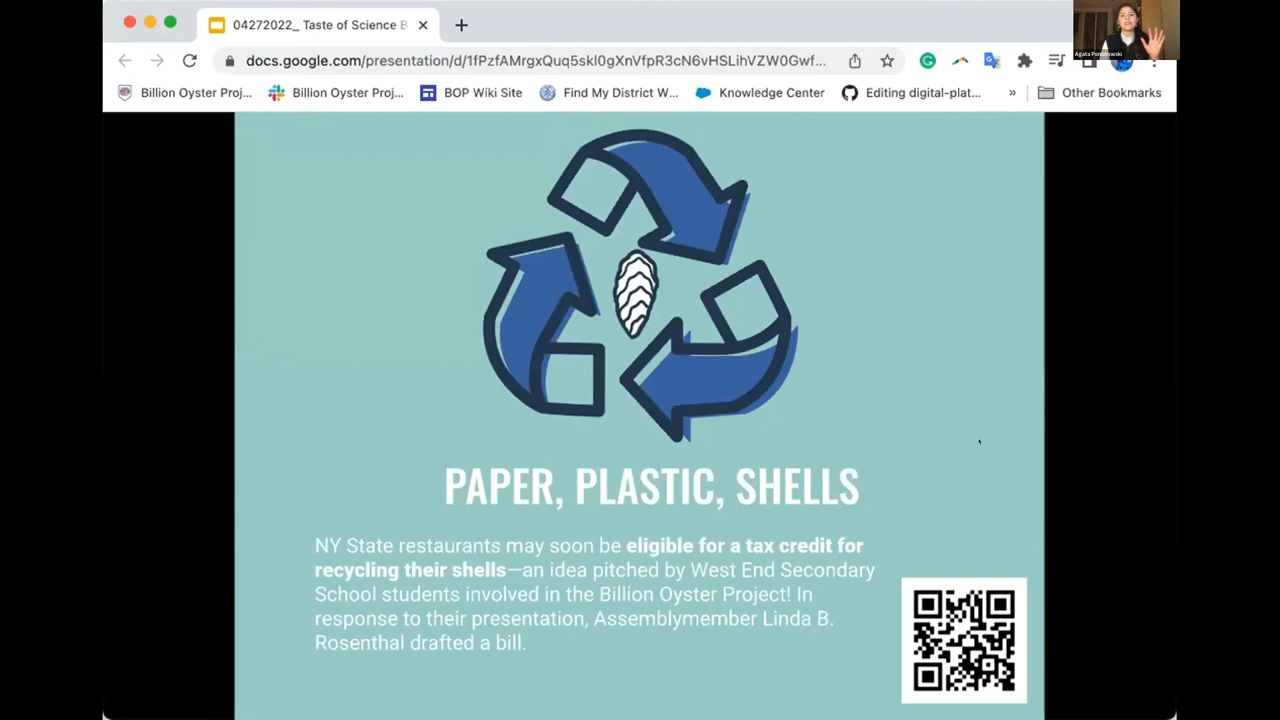 04272022_ Taste of Science B
Agata Poniatowski
docs.google.com/presentation/d/1fPzfAMrgxQuq5skl0gXnVfpR3cN6vHSLihVZW0Gwf...
Billion Oyster Proj...
Billion Oyster Proj...
BOP Wiki Site
Find My District W...
Knowledge Center
Editing digital-plat...
»
Other Bookmarks
PAPER, PLASTIC, SHELLS
NY State restaurants may soon be eligible for a tax credit for
recycling their shells—an idea pitched by West End Secondary
School students involved in the Billion Oyster Project! In
response to their presentation, Assemblymember Linda B.
Rosenthal drafted a bill.